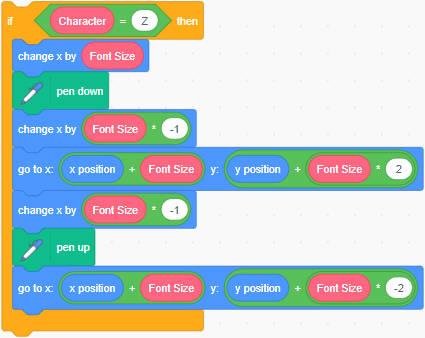 if Character = Z then
change x by Font Size
pen down
change x by Font Size * -1
go to x: x position + Font Size y: y position + Font Size * 2
change x by Font Size * -1
pen up
go to x: x position + Font Size y: y position + Font Size * -2